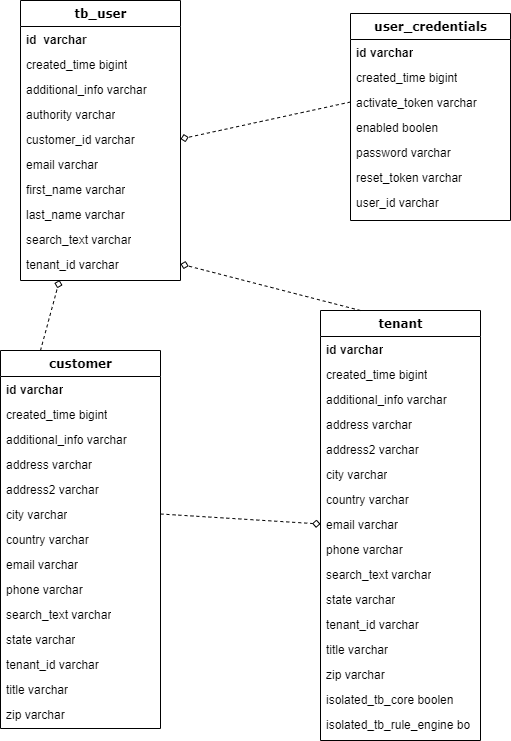 tb_user
id  varchar
created_time bigint
additional_info varchar
authority varchar
customer_id varchar
email varchar
first_name varchar
last_name varchar
search_text varchar
tenant_id varchar
user_credentials
id varchar
created_time bigint
activate_token varchar
enabled boolen
password varchar
reset_token varchar
user_id varchar
customer
id varchar
created_time bigint
additional_info varchar
address varchar
address2 varchar
city varchar
country varchar
email varchar
phone varchar
search_text varchar
state varchar
tenant_id varchar
title varchar
zip varchar
tenant
id varchar
created_time bigint
additional_info varchar
address varchar
address2 varchar
city varchar
country varchar
email varchar
phone varchar
search_text varchar
state varchar
tenant_id varchar
title varchar
zip varchar
isolated_tb_core boolen
isolated_tb_rule_engine bo